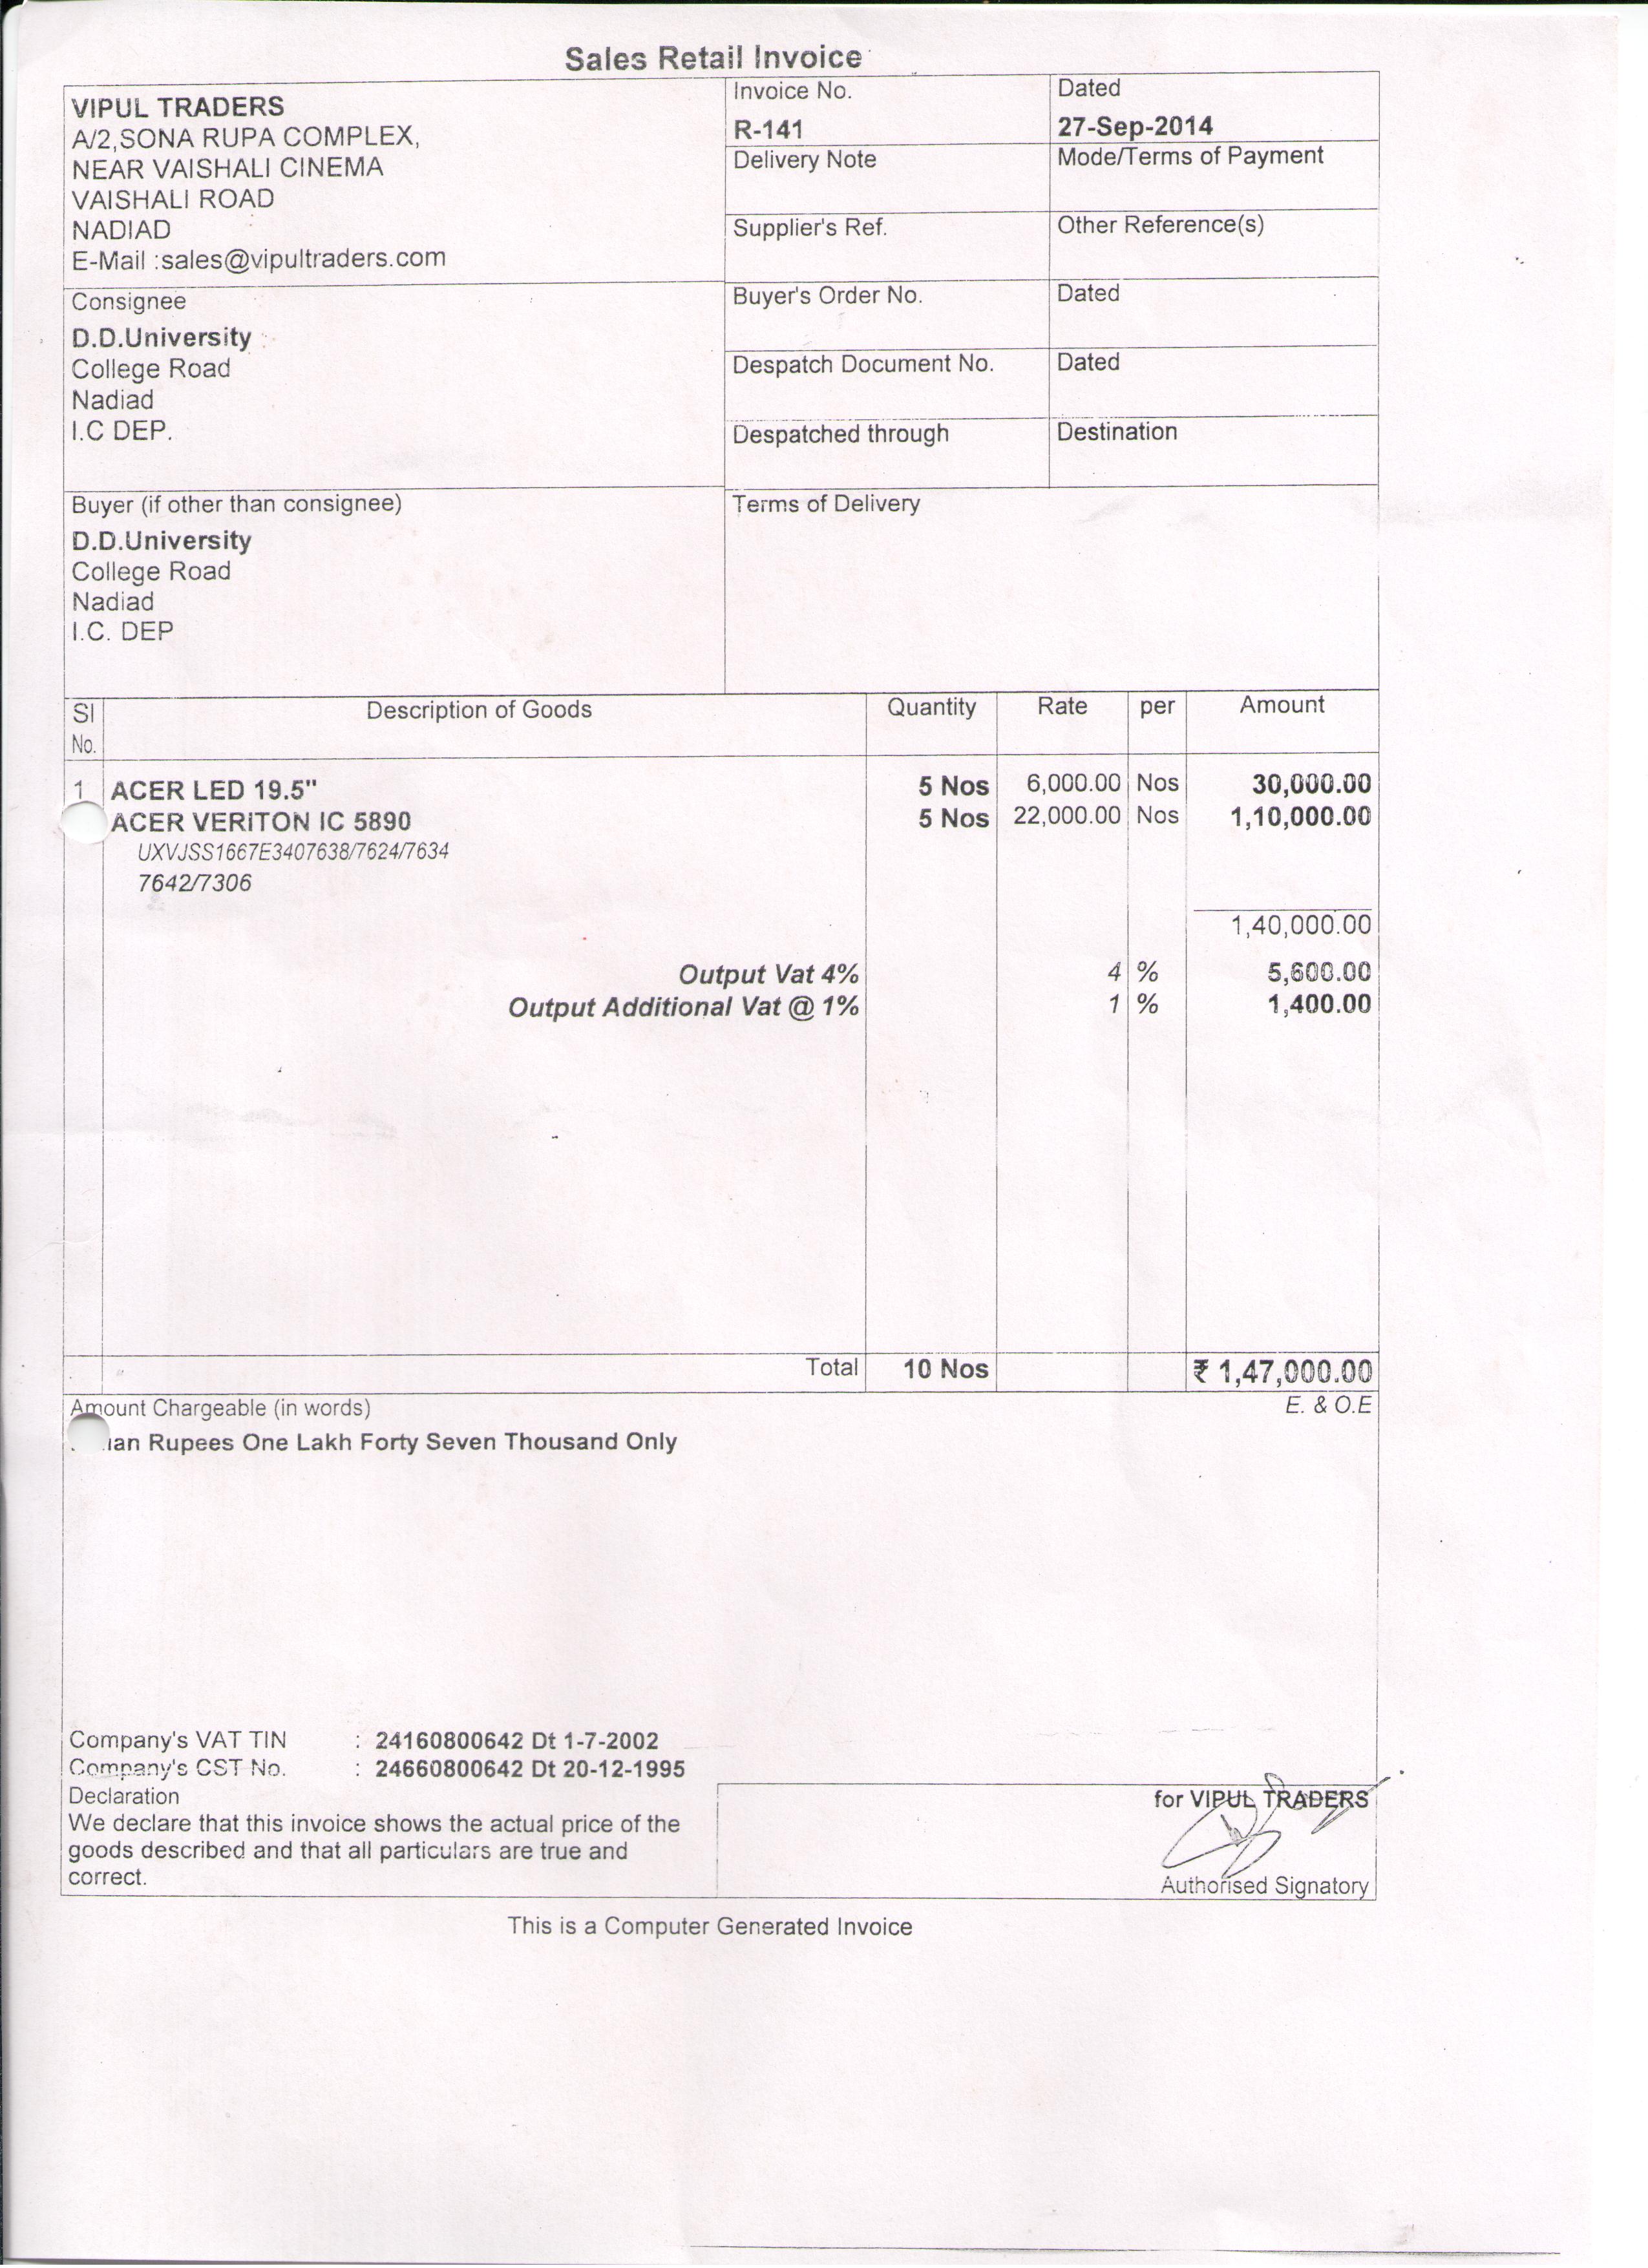 Sales Retail Invoice
VIPUL TRADERS
A/2,SONA RUPA COMPLEX,
NEAR VAISHALI CINEMA
VAISHALI ROAD
NADIAD
E-Mail :sales@vipultraders.com
Invoice No.
R-141
Dated
27-Sep-2014
Delivery Note
Mode/Terms of Payment
Supplier's Ref.
Other Reference(s)
Consignee
D.D.University
College Road
Nadiad
I.C DEP.
Buyer's Order No.
Dated
Despatch Document No.
Dated
Despatched through
Destination
Buyer (if other than consignee)
D.D.University
College Road
Nadiad
I.C. DEP
Terms of Delivery
Sl No. Description of Goods Quantity Rate per Amount
1 ACER LED 19.5" 5 Nos 6,000.00 Nos 30,000.00
ACER VERITON IC 5890 5 Nos 22,000.00 Nos 1,10,000.00
UXVJSS1667E3407638/7624/7634
7642/7306
1,40,000.00
Output Vat 4% 4 % 5,600.00
Output Additional Vat @ 1% 1 % 1,400.00
Total 10 Nos ₹ 1,47,000.00
Amount Chargeable (in words) E. & O.E
Rupees One Lakh Forty Seven Thousand Only
Company's VAT TIN : 24160800642 Dt 1-7-2002
Company's CST No. : 24660800642 Dt 20-12-1995
Declaration
We declare that this invoice shows the actual price of the
goods described and that all particulars are true and
correct.
for VIPUL TRADERS
Authorised Signatory
This is a Computer Generated Invoice